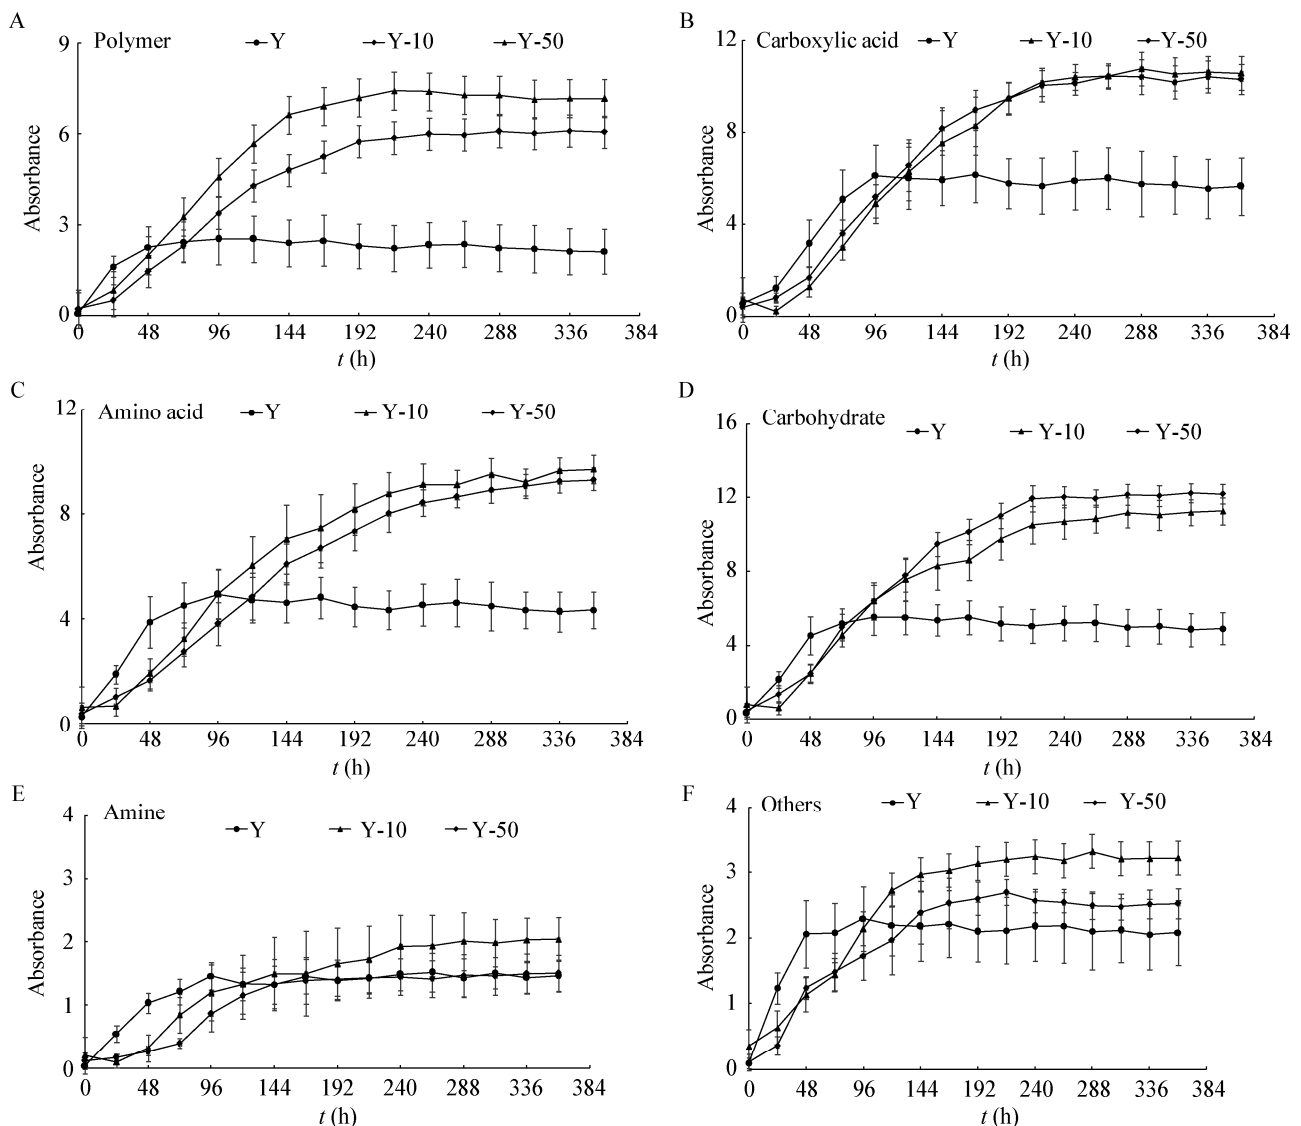 A
Polymer
Y
Y-10
Y-50
9
6
3
0
Absorbance
0 48 96 144 192 240 288 336 384
t (h)
B
Carboxylic acid
Y
Y-10
Y-50
12
8
4
0
Absorbance
0 48 96 144 192 240 288 336 384
t (h)
C
Amino acid
Y
Y-10
Y-50
12
8
4
0
Absorbance
0 48 96 144 192 240 288 336 384
t (h)
D
Carbohydrate
Y
Y-10
Y-50
16
12
8
4
0
Absorbance
0 48 96 144 192 240 288 336 384
t (h)
E
Amine
Y
Y-10
Y-50
4
3
2
1
0
Absorbance
0 48 96 144 192 240 288 336 384
t (h)
F
Others
Y
Y-10
Y-50
4
3
2
1
0
Absorbance
0 48 96 144 192 240 288 336 384
t (h)